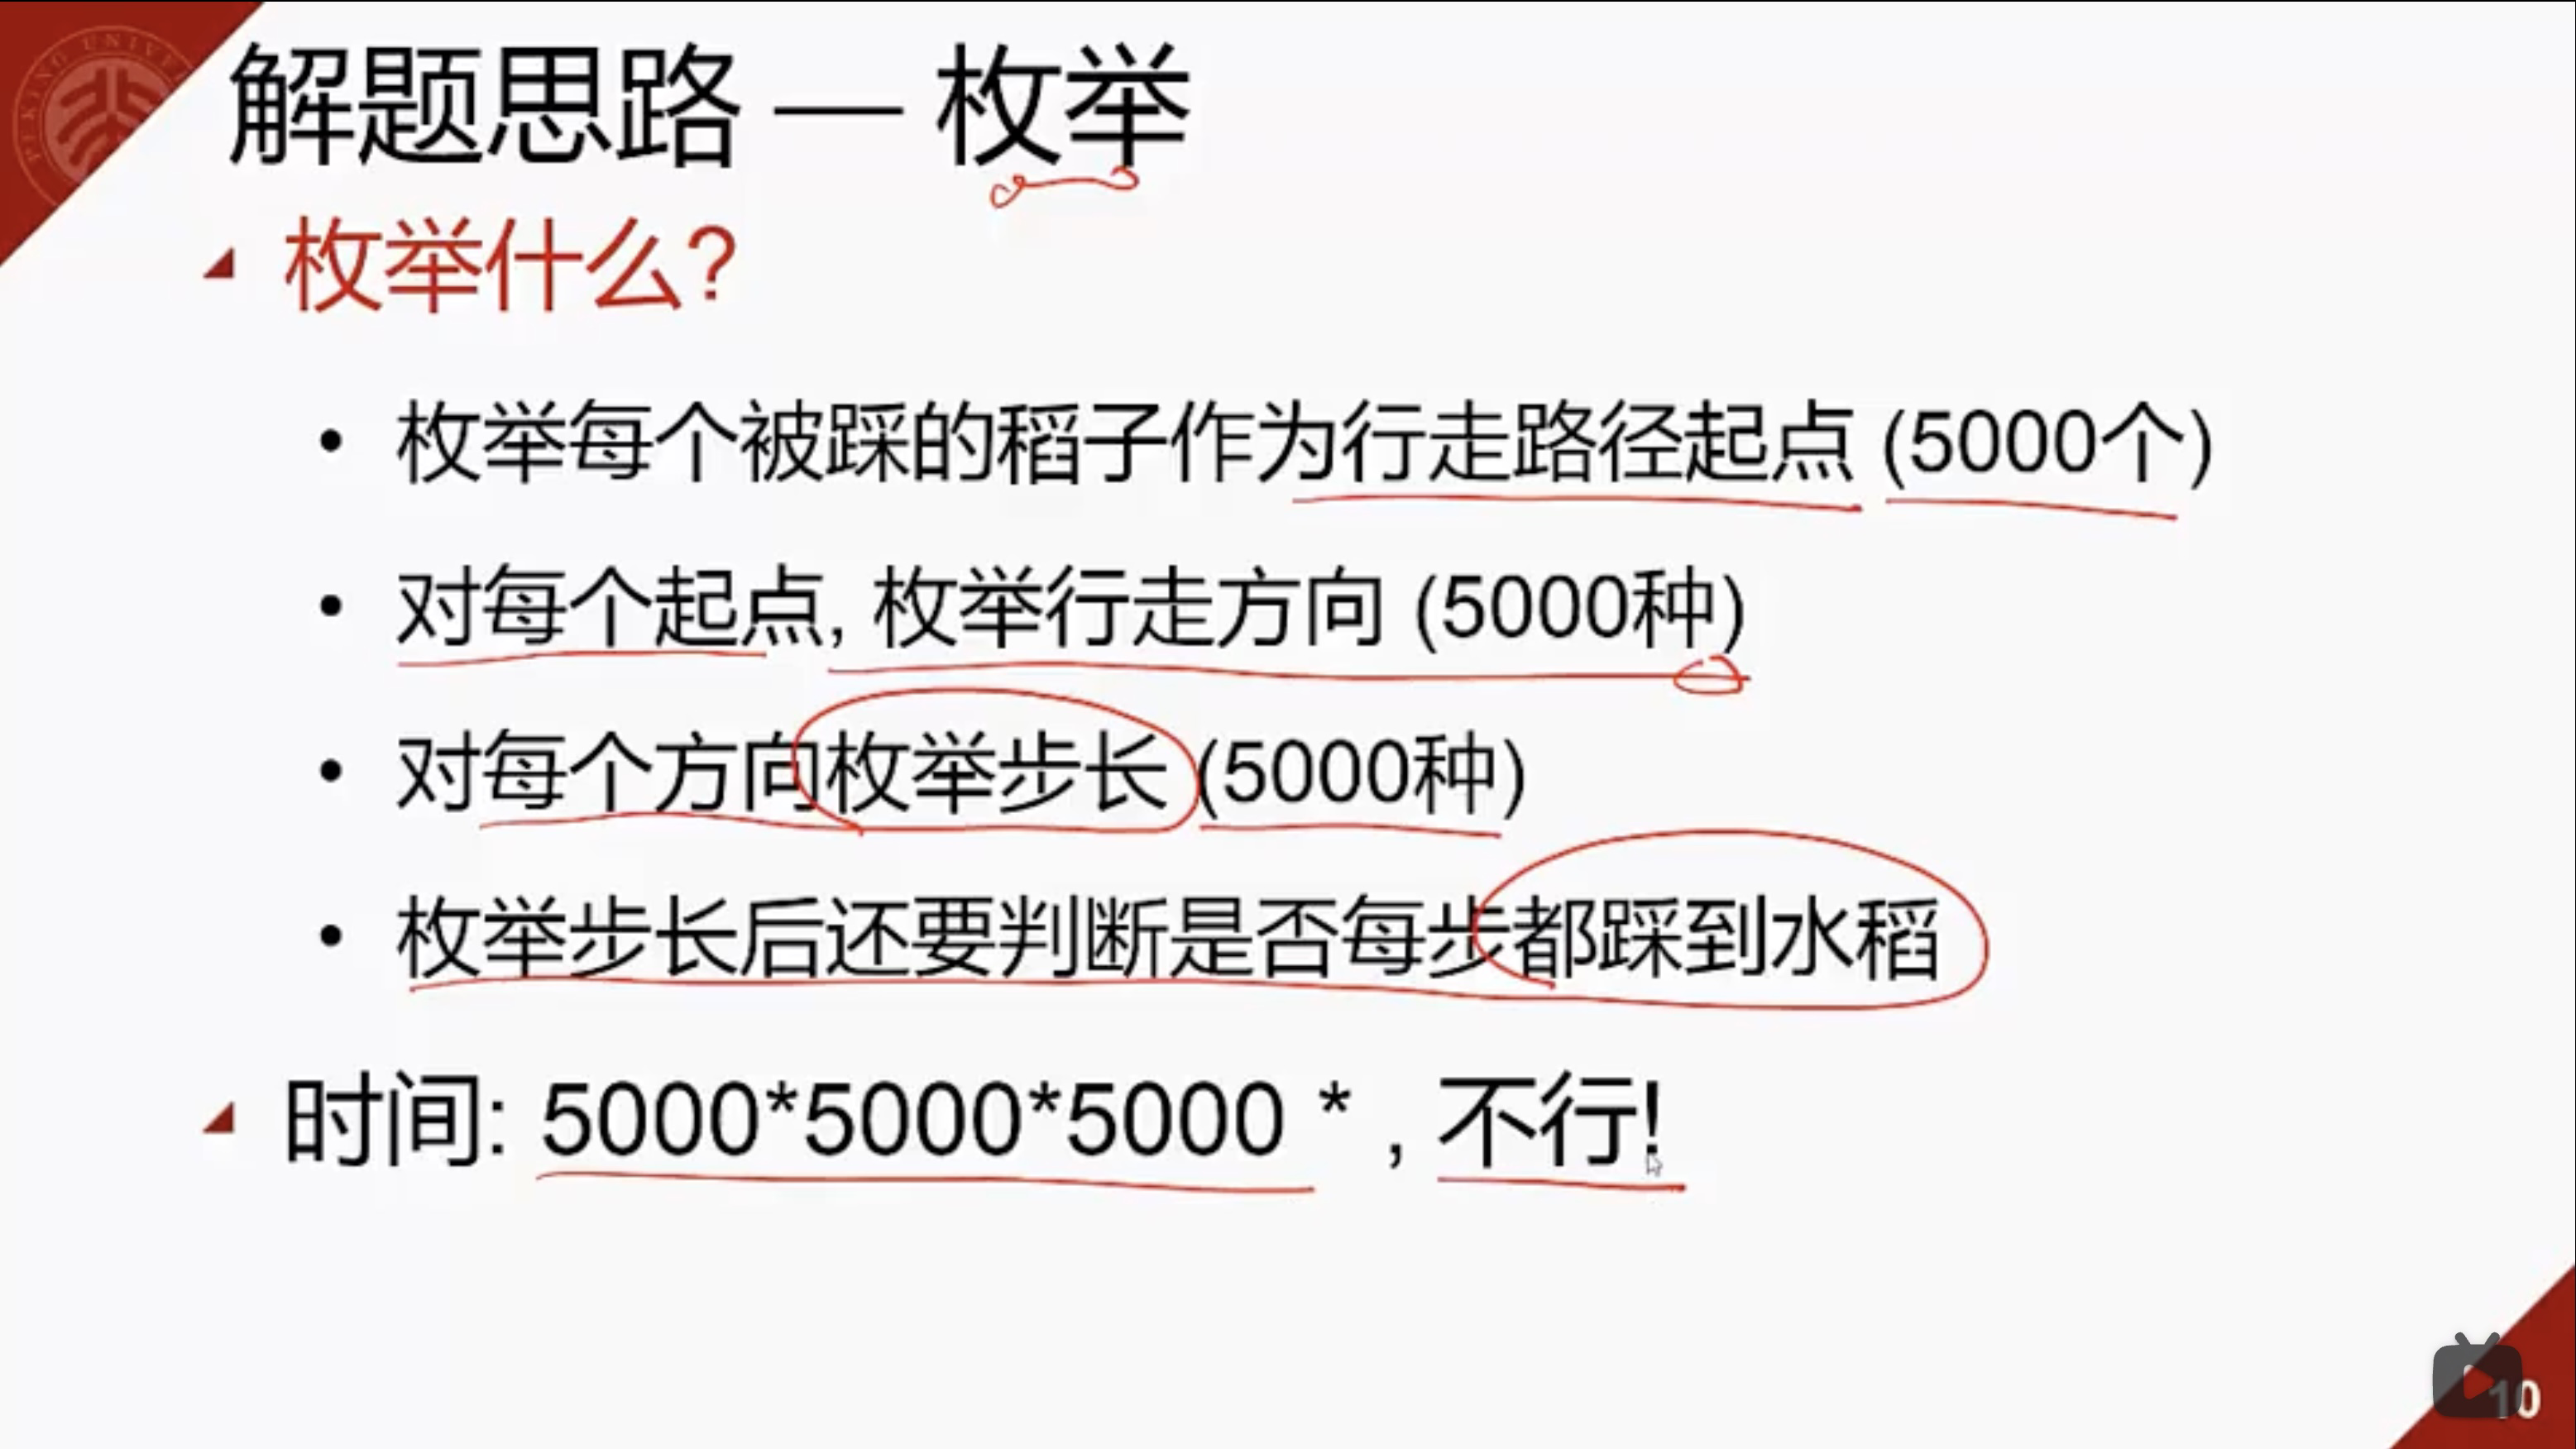 PEKING UNIVE
解题思路 — 枚举
枚举什么?
• 枚举每个被踩的稻子作为行走路径起点 (5000个)
• 对每个起点, 枚举行走方向 (5000种)
• 对每个方向枚举步长 (5000种)
• 枚举步长后还要判断是否每步都踩到水稻
时间: 5000*5000*5000 * , 不行!
10